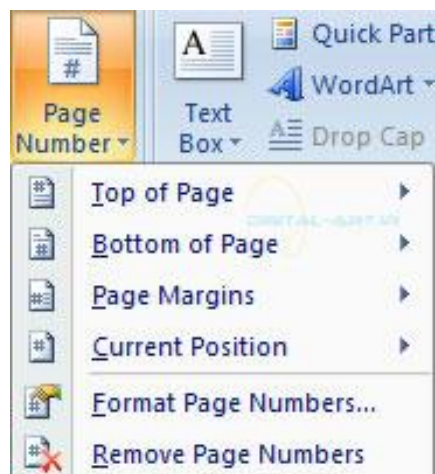 Page
Number
Text
Box
Quick Part
WordArt
Drop Cap
Top of Page
Bottom of Page
Page Margins
Current Position
Format Page Numbers...
Remove Page Numbers